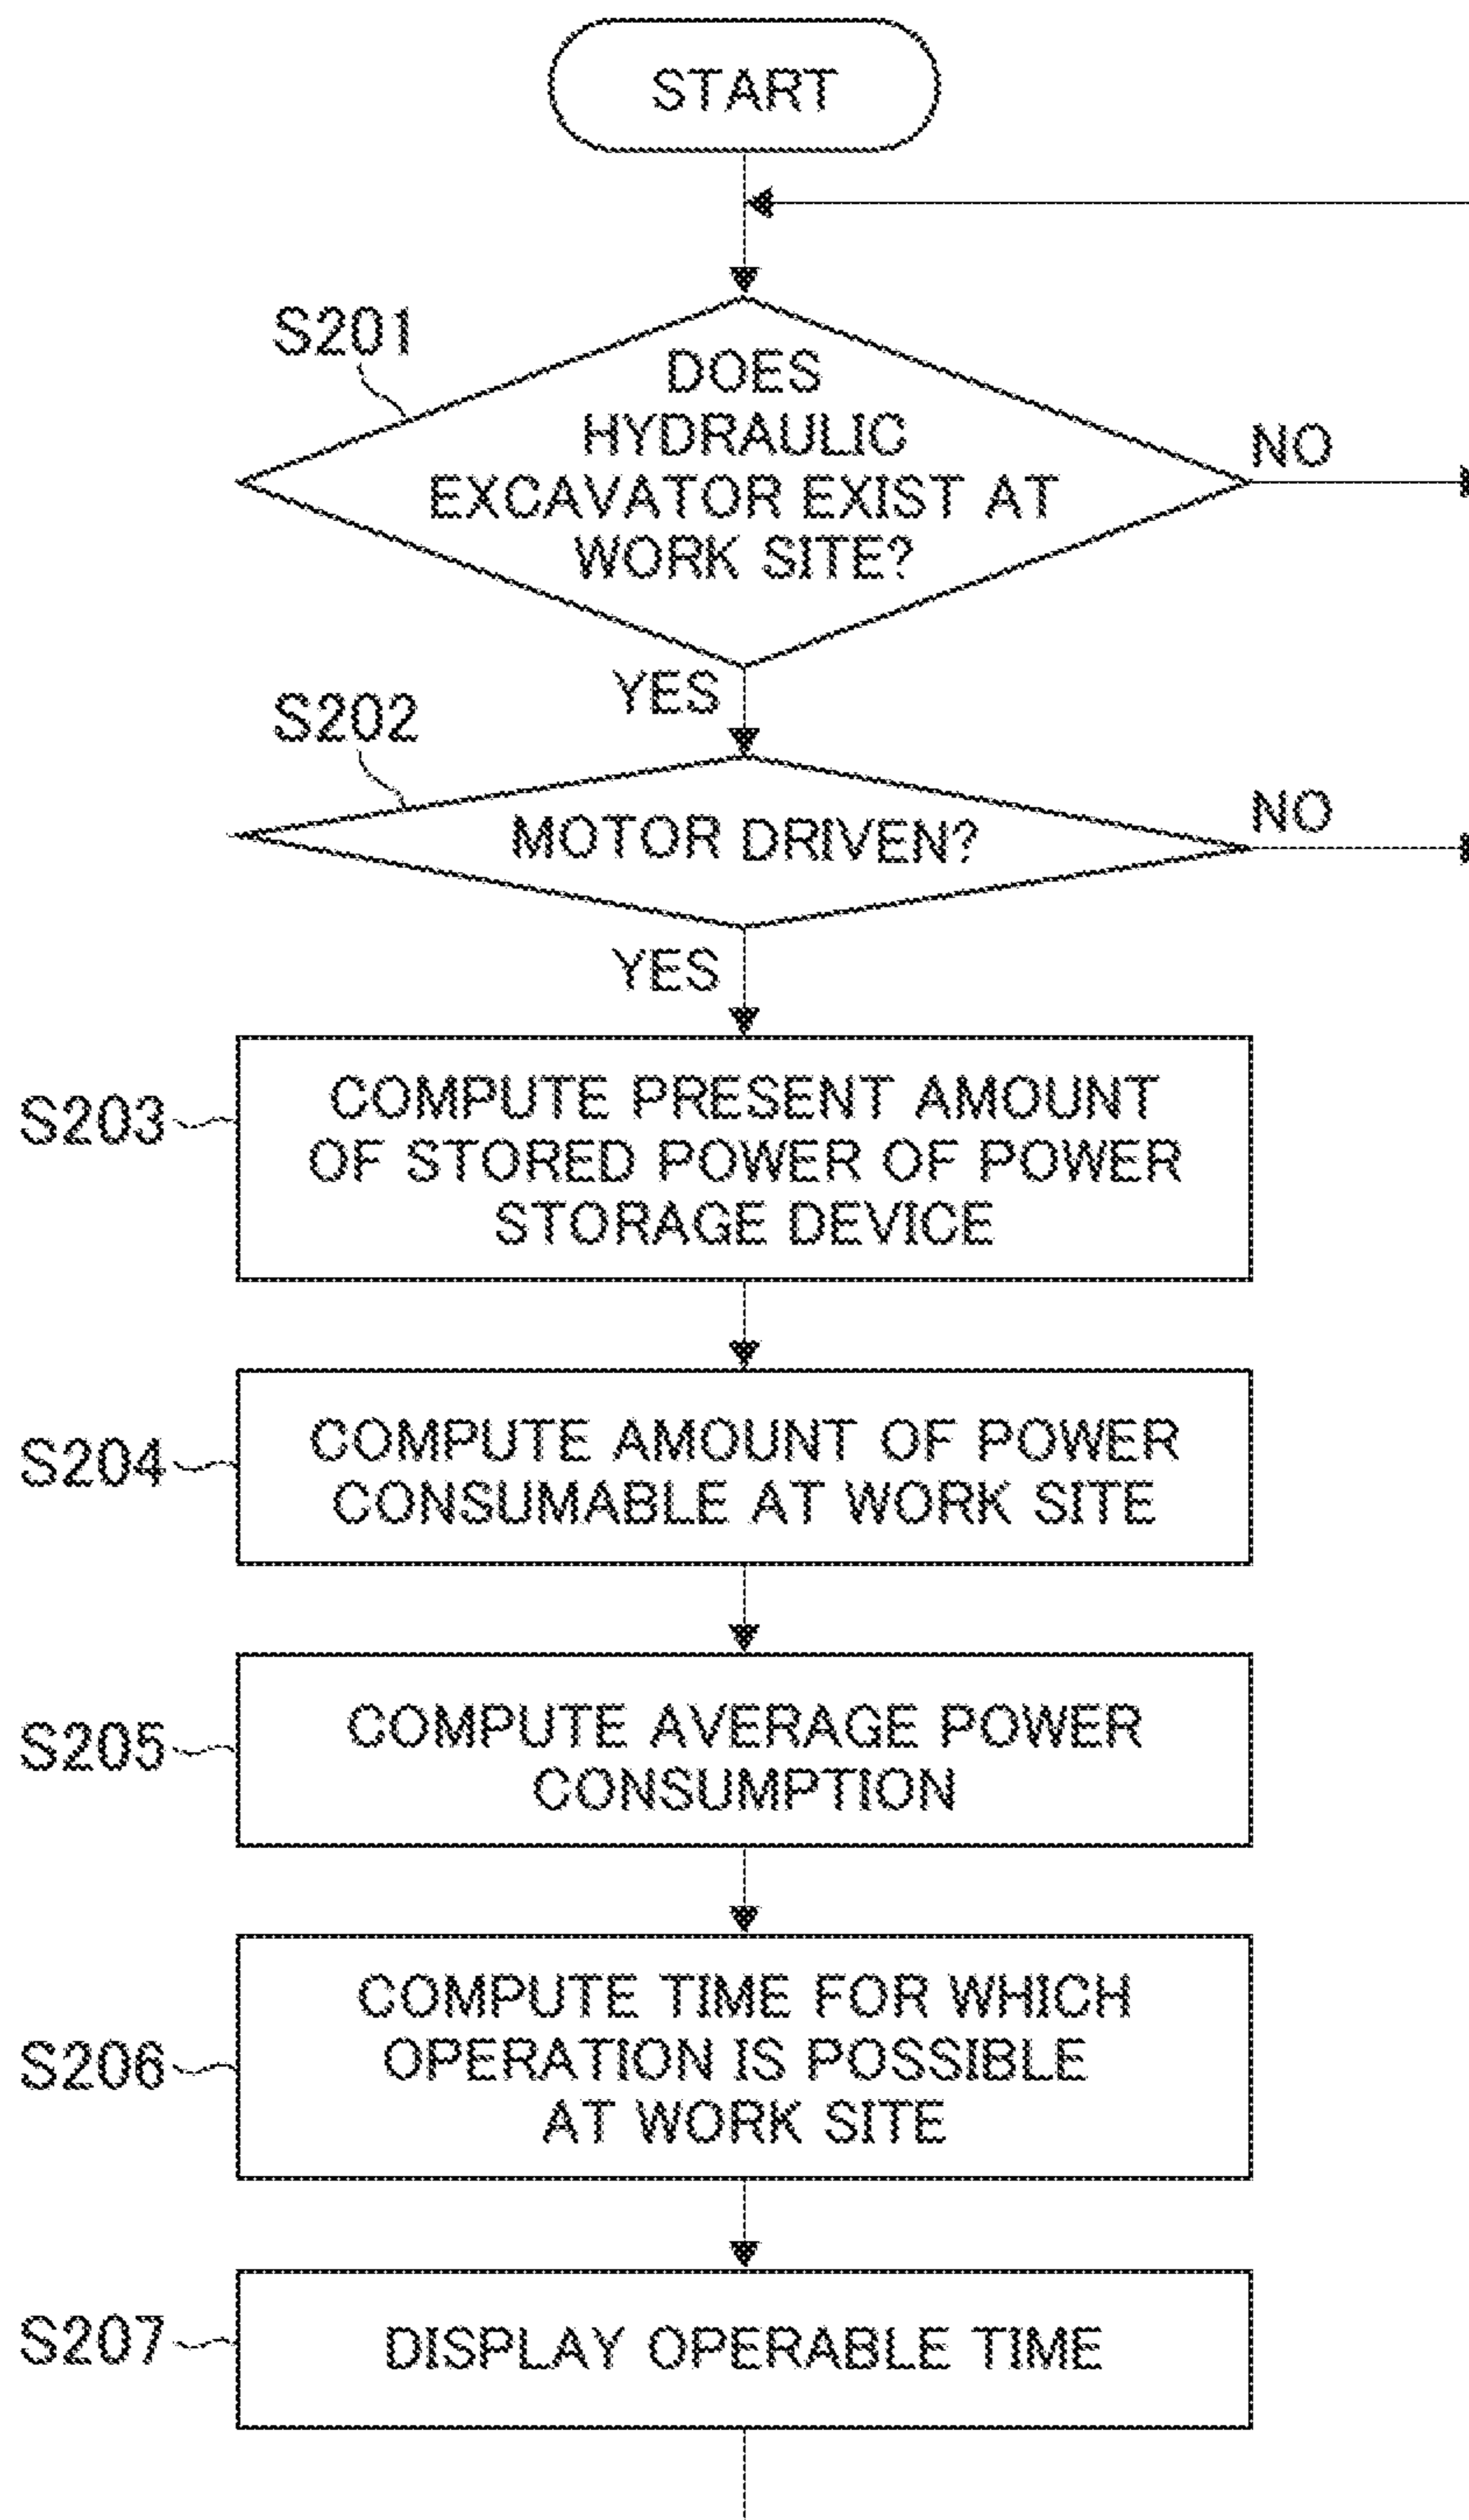 START
S201
DOES
HYDRAULIC
EXCAVATOR EXIST AT
WORK SITE?
NO
YES
S202
MOTOR DRIVEN?
NO
YES
S203
COMPUTE PRESENT AMOUNT
OF STORED POWER OF POWER
STORAGE DEVICE
S204
COMPUTE AMOUNT OF POWER
CONSUMABLE AT WORK SITE
S205
COMPUTE AVERAGE POWER
CONSUMPTION
S206
COMPUTE TIME FOR WHICH
OPERATION IS POSSIBLE
AT WORK SITE
S207
DISPLAY OPERABLE TIME